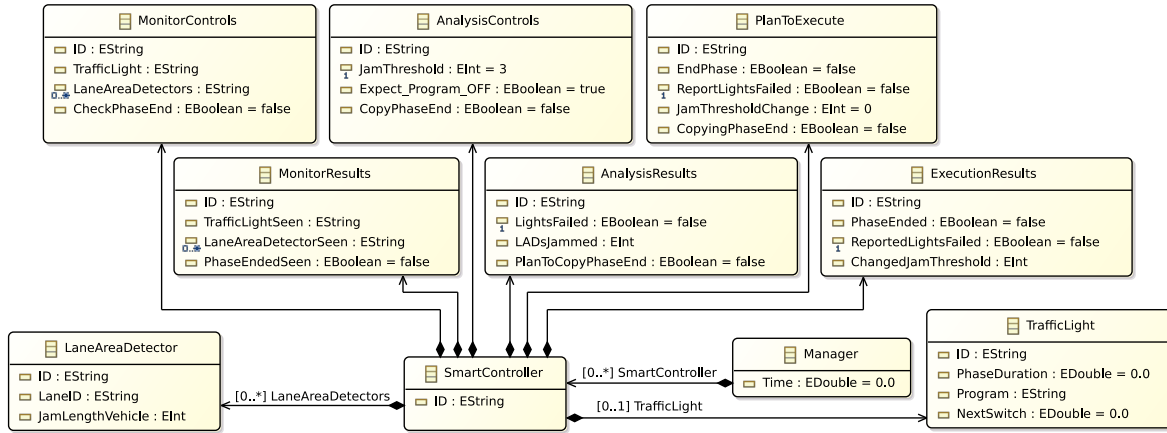 MonitorControls
ID : EString
TrafficLight : EString
0..* LaneAreaDetectors : EString
CheckPhaseEnd : EBoolean = false
AnalysisControls
ID : EString
1 JamThreshold : EInt = 3
Expect_Program_OFF : EBoolean = true
CopyPhaseEnd : EBoolean = false
PlanToExecute
ID : EString
EndPhase : EBoolean = false
1 ReportLightsFailed : EBoolean = false
JamThresholdChange : EInt = 0
CopyingPhaseEnd : EBoolean = false
MonitorResults
ID : EString
TrafficLightSeen : EString
0..* LaneAreaDetectorSeen : EString
PhaseEndedSeen : EBoolean = false
AnalysisResults
ID : EString
1 LightsFailed : EBoolean = false
LADsJammed : EInt
PlanToCopyPhaseEnd : EBoolean = false
ExecutionResults
ID : EString
PhaseEnded : EBoolean = false
1 ReportedLightsFailed : EBoolean = false
ChangedJamThreshold : EInt
LaneAreaDetector
ID : EString
LaneID : EString
JamLengthVehicle : EInt
[0..*] LaneAreaDetectors
SmartController
ID : EString
[0..*] SmartController
[0..1] TrafficLight
Manager
Time : EDouble = 0.0
TrafficLight
ID : EString
PhaseDuration : EDouble = 0.0
Program : EString
NextSwitch : EDouble = 0.0